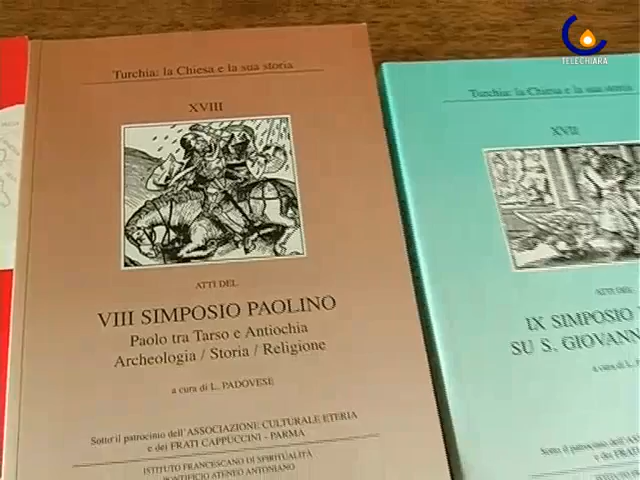 TELECHIARA
Turchia: la Chiesa e la sua storia
XVIII
ATTI DEL
VIII SIMPOSIO PAOLINO
Paolo tra Tarso e Antiochia
Archeologia / Storia / Religione
a cura di L. PADOVESE
Sotto il patrocinio dell'ASSOCIAZIONE CULTURALE ETERIA
e dei FRATI CAPPUCCINI - PARMA
ISTITUTO FRANCESCANO DI SPIRITUALITÀ
PONTIFICIO ATENEO ANTONIANO
Turchia: la Chiesa e la sua storia
XVII
ATTI DEL
IX SIMPOSIO
SU S. GIOVANN
a cura di L.
Sotto il patrocinio dell'ASSOCIA
e dei FRA